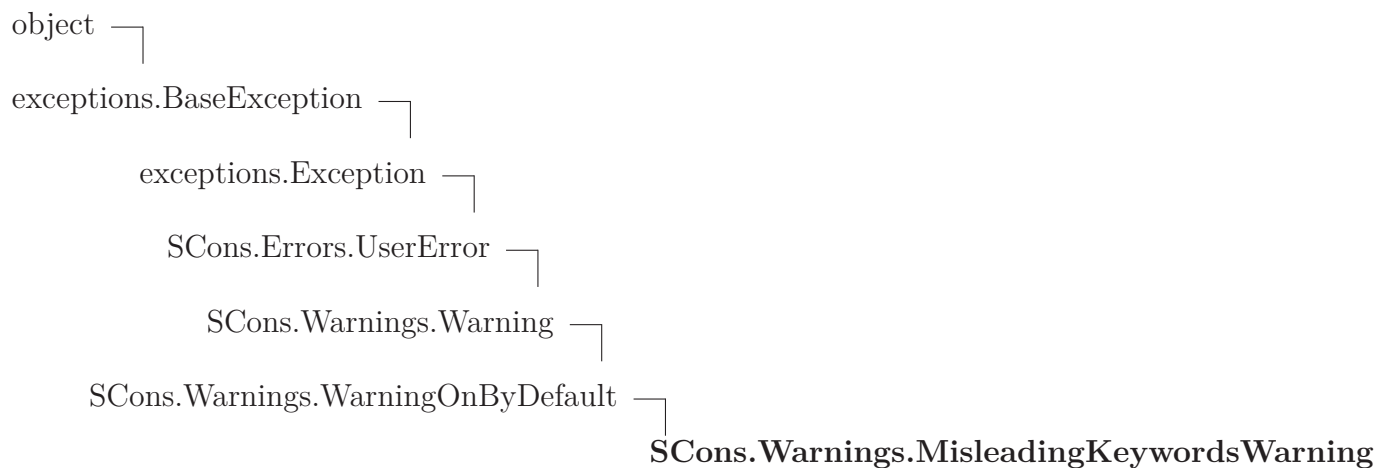 object
exceptions.BaseException
exceptions.Exception
SCons.Errors.UserError
SCons.Warnings.Warning
SCons.Warnings.WarningOnByDefault
SCons.Warnings.MisleadingKeywordsWarning